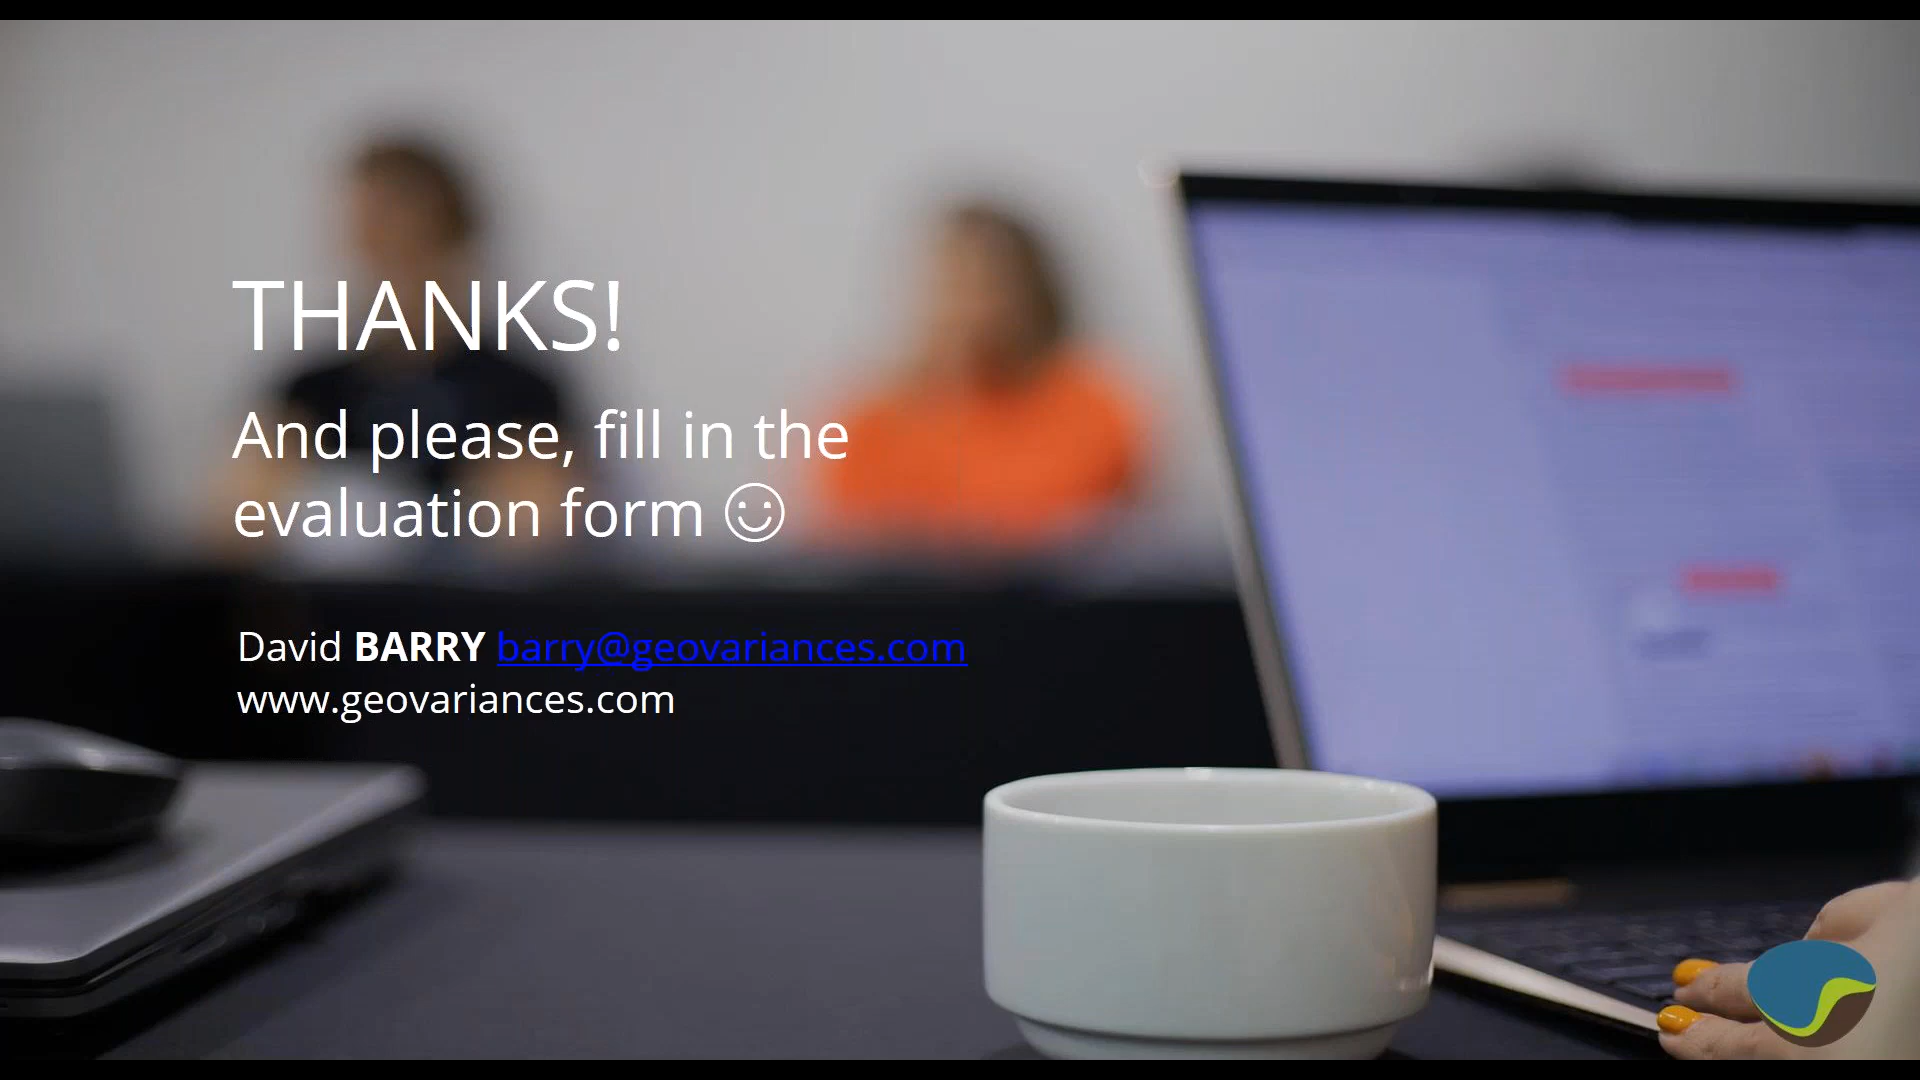 THANKS!
And please, fill in the
evaluation form ☺
David BARRY barry@geovariances.com
www.geovariances.com